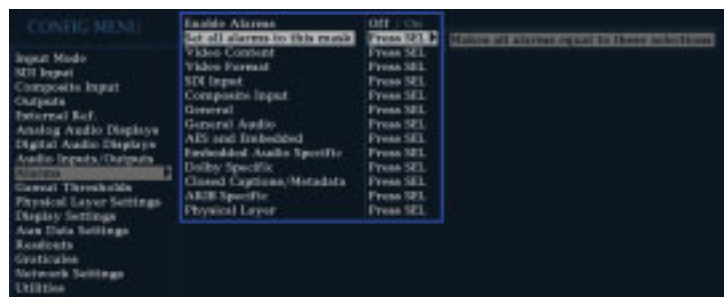 CONFIG MENU
Input Mode
SDI Input
Composite Input
Outputs
External Ref.
Analog Audio Displays
Digital Audio Displays
Audio Inputs/Outputs
Alarms
Gamut Thresholds
Physical Layer Settings
Display Settings
Aux Data Settings
Readouts
Graticules
Network Settings
Utilities
Enable Alarms Off / On
Set all alarms to this mask Press SEL
Video Content Press SEL
Video Format Press SEL
SDI Input Press SEL
Composite Input Press SEL
General Press SEL
General Audio Press SEL
AES and Embedded Press SEL
Embedded Audio Specific Press SEL
Dolby Specific Press SEL
Closed Captions/Metadata Press SEL
ARIB Specific Press SEL
Physical Layer Press SEL
Makes all alarms equal to these selections